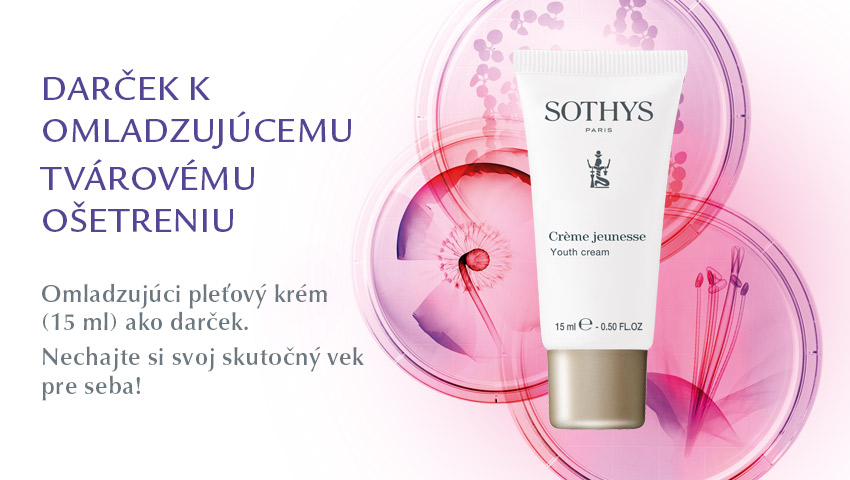 DARČEK K
OMLADZUJÚCEMU
TVÁROVÉMU
OŠETRENIU
Omladzujúci pleťový krém
(15 ml) ako darček.
Nechajte si svoj skutočný vek
pre seba!
SOTHYS
PARIS
Crème jeunesse
Youth cream
15 ml ℮ - 0.50 FL.OZ